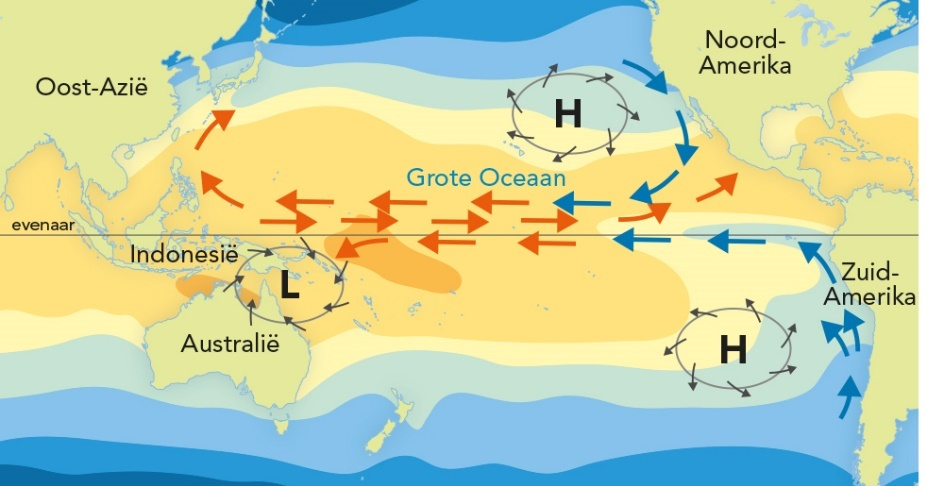 Noord-
Amerika
Oost-Azië
H
Grote Oceaan
evenaar
Indonesië
L
Zuid-
Amerika
Australië
H